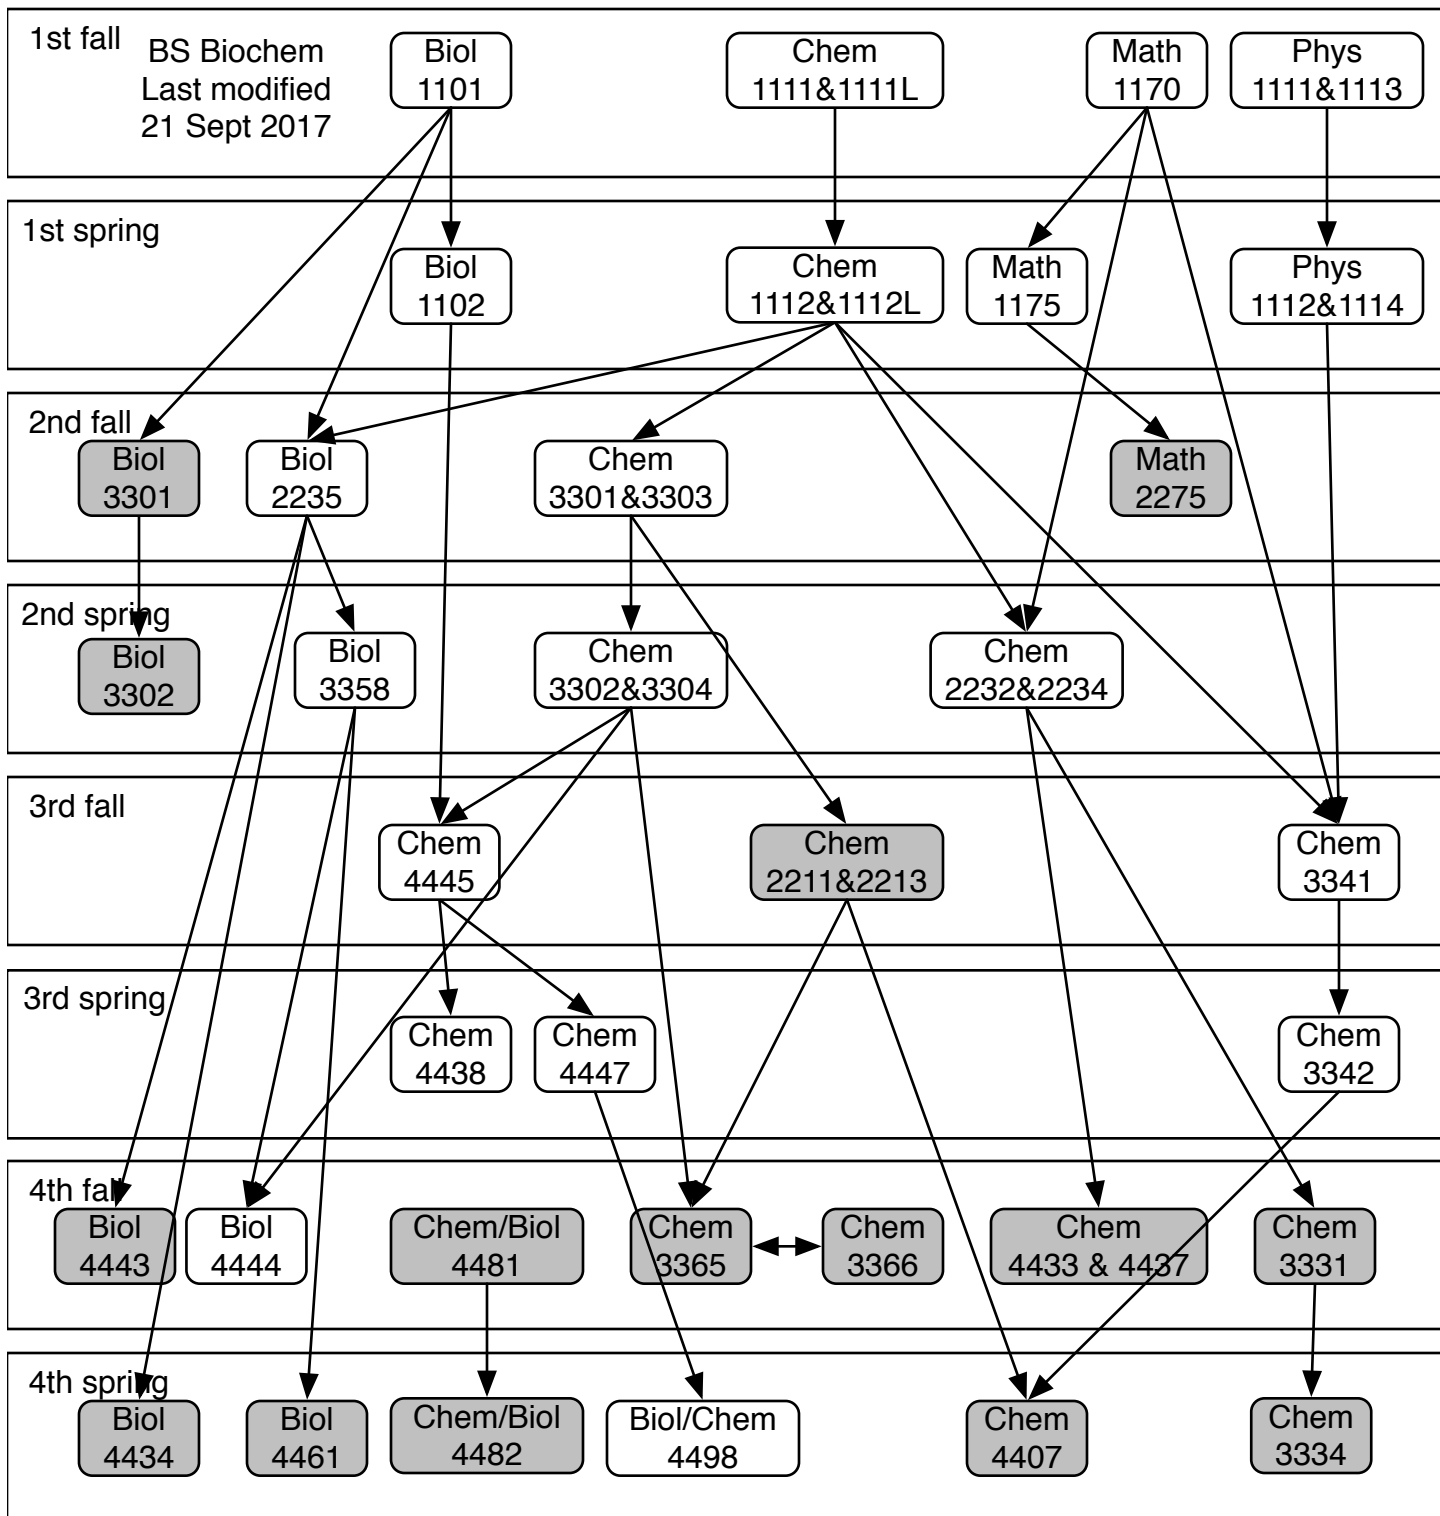 1st fall
BS Biochem
Last modified
21 Sept 2017
Biol
1101
Chem
1111&1111L
Math
1170
Phys
1111&1113
1st spring
Biol
1102
Chem
1112&1112L
Math
1175
Phys
1112&1114
2nd fall
Biol
3301
Biol
2235
Chem
3301&3303
Math
2275
2nd spring
Biol
3302
Biol
3358
Chem
3302&3304
Chem
2232&2234
3rd fall
Chem
4445
Chem
2211&2213
Chem
3341
3rd spring
Chem
4438
Chem
4447
Chem
3342
4th fall
Biol
4443
Biol
4444
Chem/Biol
4481
Chem
3365
Chem
3366
Chem
4433 & 4437
Chem
3331
4th spring
Biol
4434
Biol
4461
Chem/Biol
4482
Biol/Chem
4498
Chem
4407
Chem
3334